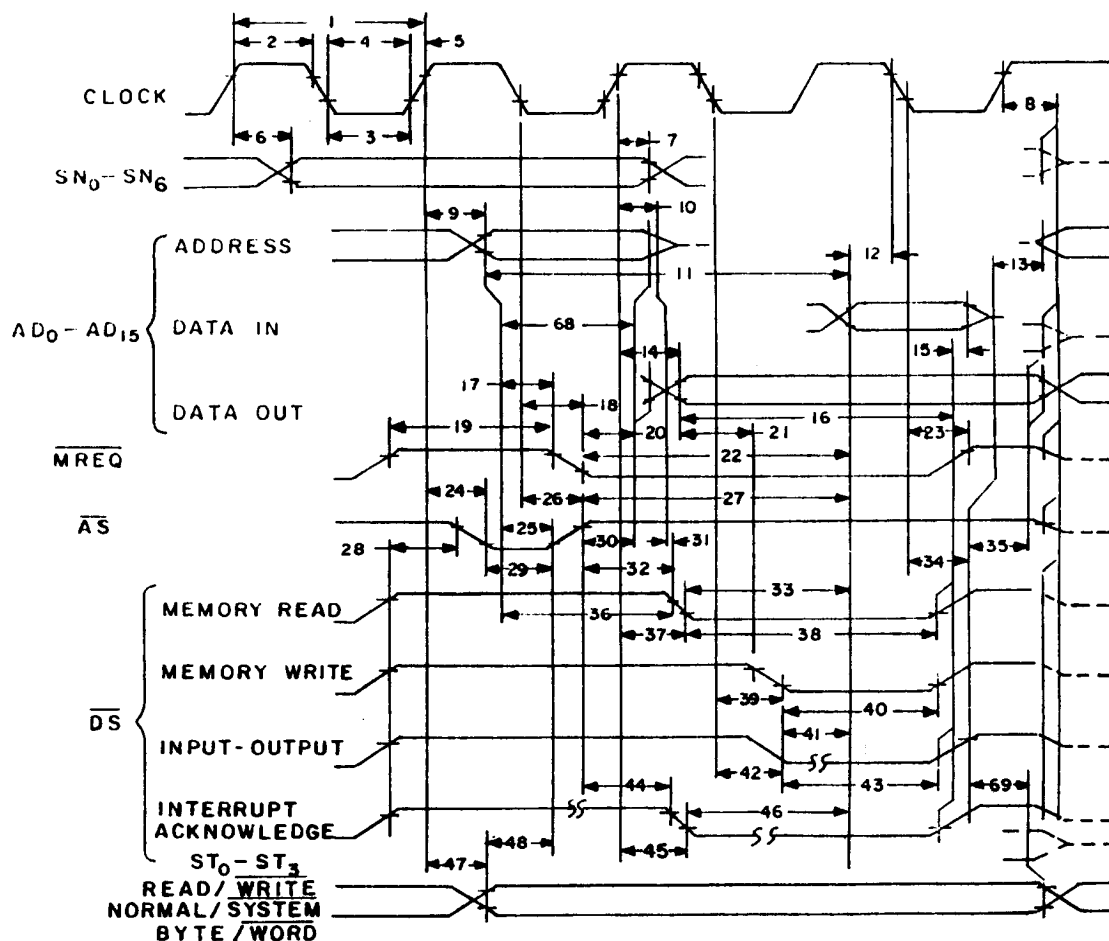 1
2 4 5
CLOCK
8
6 3 7
SN0-SN6
9 10
ADDRESS
12
11 13
AD0-AD15
DATA IN
68
14 15
17
18
DATA OUT
16
19 20 21 23
MREQ
22
24 26 27
AS
25
28 30 31
35
29 32 34
33
MEMORY READ
36
37 38
MEMORY WRITE
39
40
DS
41
INPUT-OUTPUT
42 43
44 69
INTERRUPT
46
ACKNOWLEDGE
48
45
ST0-ST3
47
READ/WRITE
NORMAL/SYSTEM
BYTE/WORD